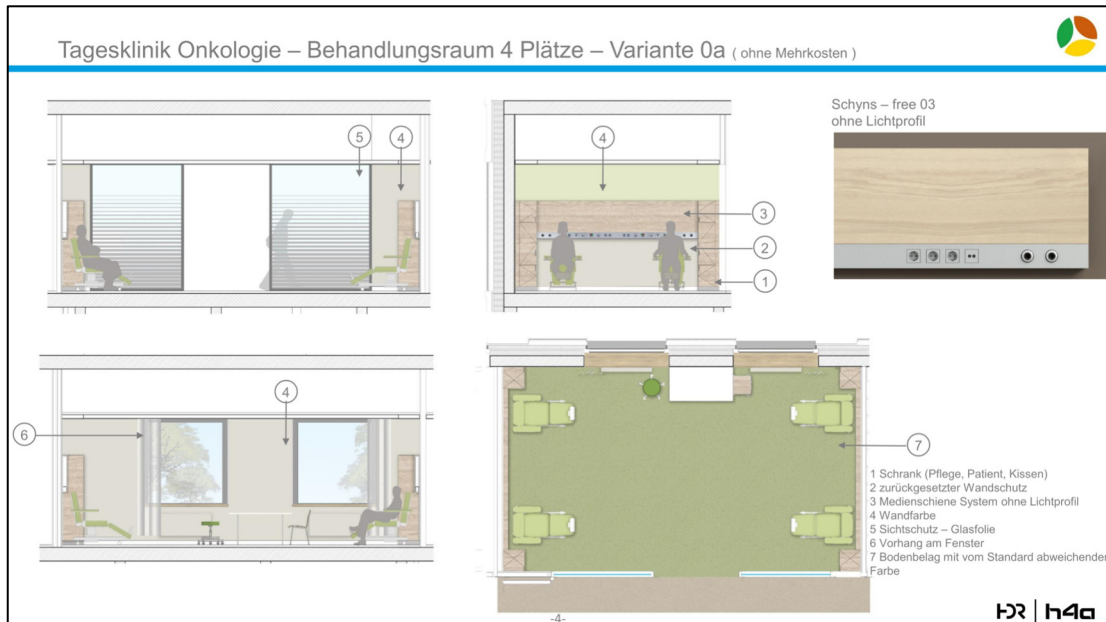 Tagesklinik Onkologie – Behandlungsraum 4 Plätze – Variante 0a ( ohne Mehrkosten )
Schyns – free 03
ohne Lichtprofil
5
4
4
3
2
1
4
6
7
1 Schrank (Pflege, Patient, Kissen)
2 zurückgesetzter Wandschutz
3 Medienschiene System ohne Lichtprofil
4 Wandfarbe
5 Sichtschutz – Glasfolie
6 Vorhang am Fenster
7 Bodenbelag mit vom Standard abweichender
Farbe
-4-
HDR | h4a